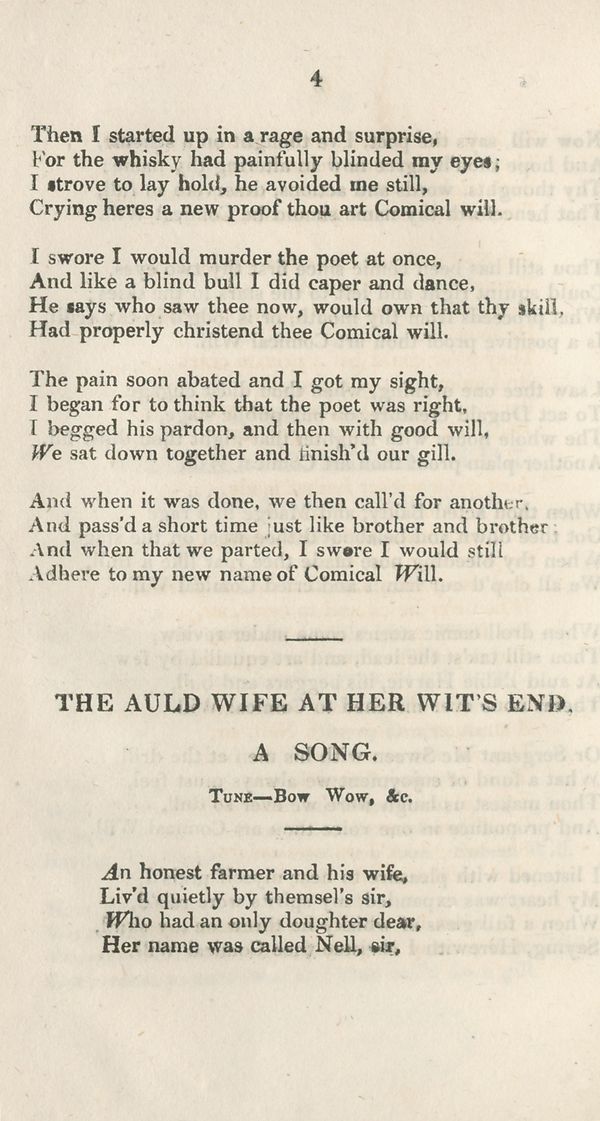 4
Then I started up in a rage and surprise,
For the whisky had painfully blinded my eyes;
I strove to lay hold, he avoided me still,
Crying heres a new proof thou art Comical will.
I swore I would murder the poet at once,
And like a blind bull I did caper and dance,
He says who saw thee now, would own that thy skill,
Had properly christend thee Comical will.
The pain soon abated and I got my sight,
I began for to think that the poet was right,
I begged his pardon, and then with good will,
We sat down together and finish'd our gill.
And when it was done, we then call'd for another,
And pass'd a short time just like brother and brother;
And when that we parted, I swore I would still
Adhere to my new name of Comical Will.
THE AULD WIFE AT HER WIT'S END,
A SONG.
TUNE—BOW WOW, &c.
An honest farmer and his wife,
Liv'd quietly by themsel's sir,
Who had an only doughter dear,
Her name was called Nell, sir,